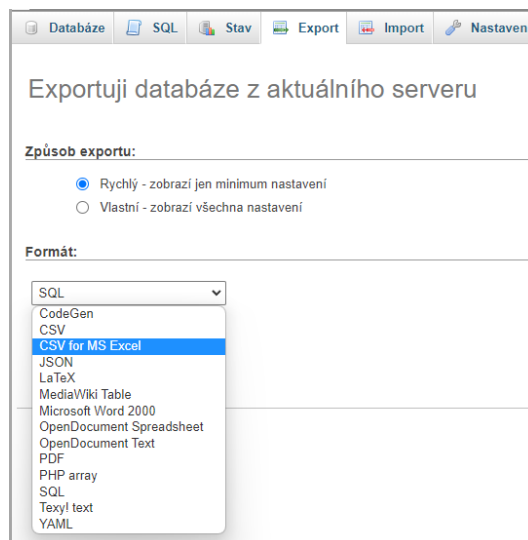 Databáze SQL Stav Export Import Nastaven
Exportuji databáze z aktuálního serveru
Způsob exportu:
Rychlý - zobrazí jen minimum nastavení
Vlastní - zobrazí všechna nastavení
Formát:
SQL
CodeGen
CSV
CSV for MS Excel
JSON
LaTeX
MediaWiki Table
Microsoft Word 2000
OpenDocument Spreadsheet
OpenDocument Text
PDF
PHP array
SQL
Texy! text
YAML